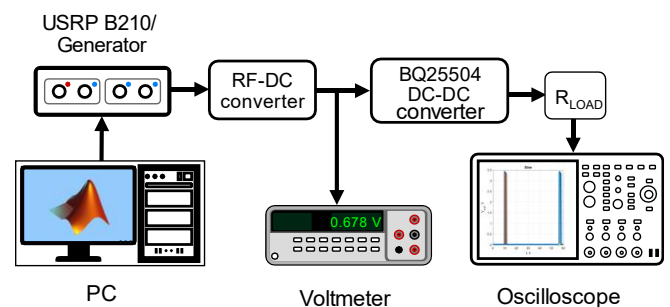 USRP B210/
Generator
RF-DC
converter
BQ25504
DC-DC
converter
RLOAD
0.678 V
PC
Voltmeter
Oscilloscope